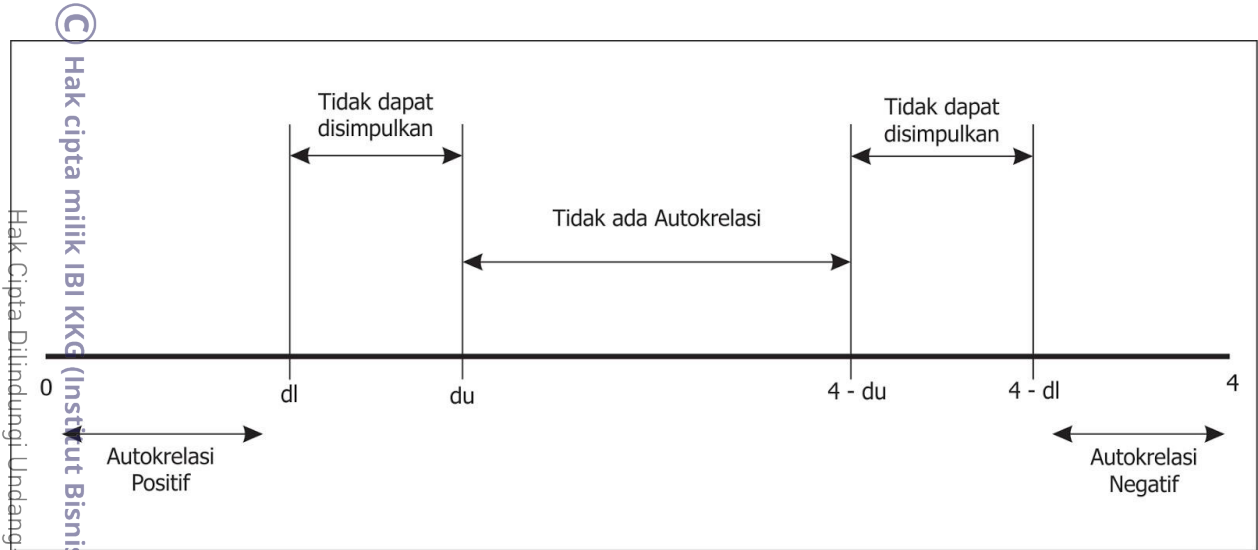 © Hak cipta milik IBI KKG (Institut Bisnis
Hak Cipta Dilindungi Undang-
Tidak dapat
disimpulkan
Tidak dapat
disimpulkan
Tidak ada Autokrelasi
0
dl
du
4 - du
4 - dl
4
Autokrelasi
Positif
Autokrelasi
Negatif